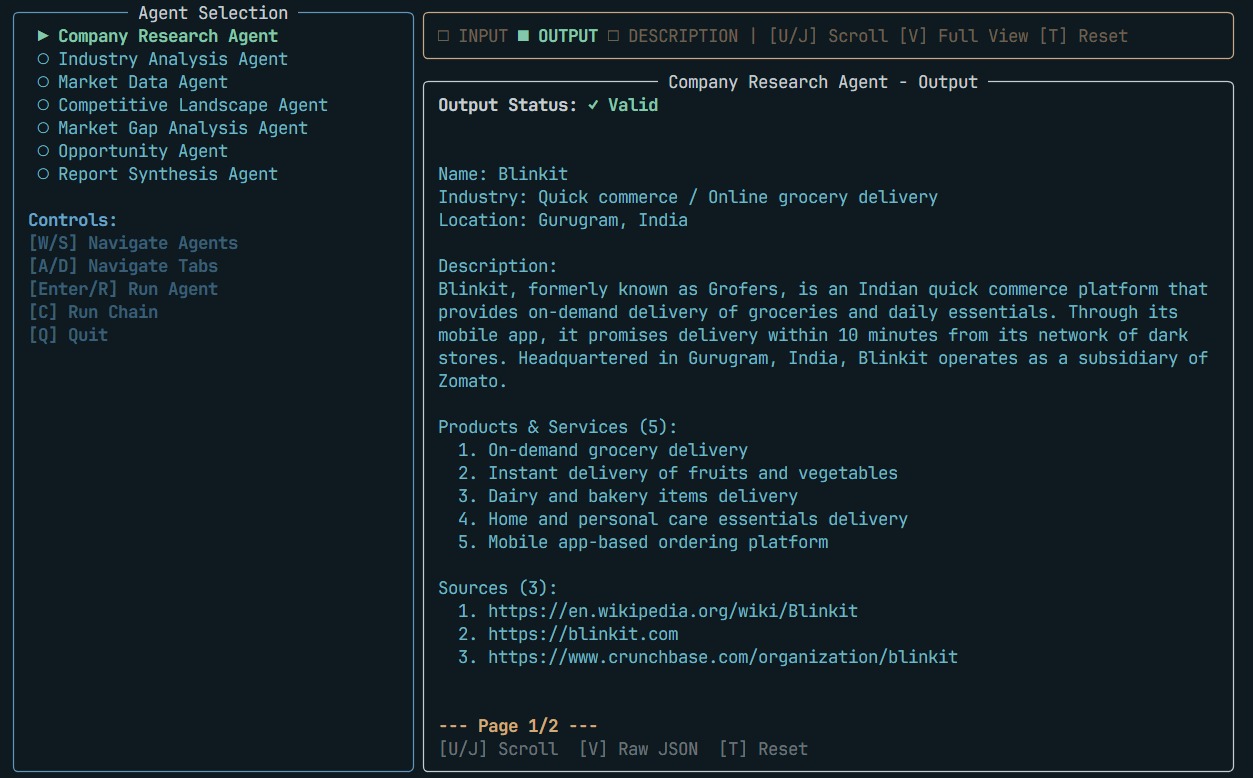 Agent Selection
▶ Company Research Agent
○ Industry Analysis Agent
○ Market Data Agent
○ Competitive Landscape Agent
○ Market Gap Analysis Agent
○ Opportunity Agent
○ Report Synthesis Agent
Controls:
[W/S] Navigate Agents
[A/D] Navigate Tabs
[Enter/R] Run Agent
[C] Run Chain
[Q] Quit
□ INPUT ■ OUTPUT □ DESCRIPTION | [U/J] Scroll [V] Full View [T] Reset
Company Research Agent - Output
Output Status: ✓ Valid
Name: Blinkit
Industry: Quick commerce / Online grocery delivery
Location: Gurugram, India
Description:
Blinkit, formerly known as Grofers, is an Indian quick commerce platform that
provides on-demand delivery of groceries and daily essentials. Through its
mobile app, it promises delivery within 10 minutes from its network of dark
stores. Headquartered in Gurugram, India, Blinkit operates as a subsidiary of
Zomato.
Products & Services (5):
1. On-demand grocery delivery
2. Instant delivery of fruits and vegetables
3. Dairy and bakery items delivery
4. Home and personal care essentials delivery
5. Mobile app-based ordering platform
Sources (3):
1. https://en.wikipedia.org/wiki/Blinkit
2. https://blinkit.com
3. https://www.crunchbase.com/organization/blinkit
--- Page 1/2 ---
[U/J] Scroll [V] Raw JSON [T] Reset